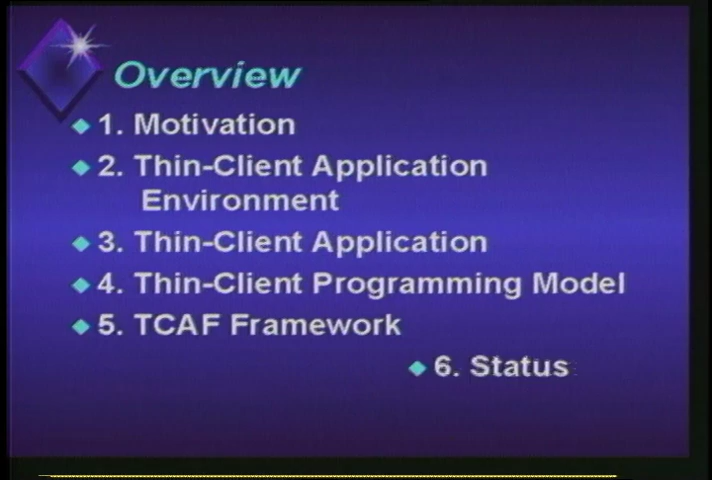 Overview
1. Motivation
2. Thin-Client Application
Environment
3. Thin-Client Application
4. Thin-Client Programming Model
5. TCAF Framework
6. Status